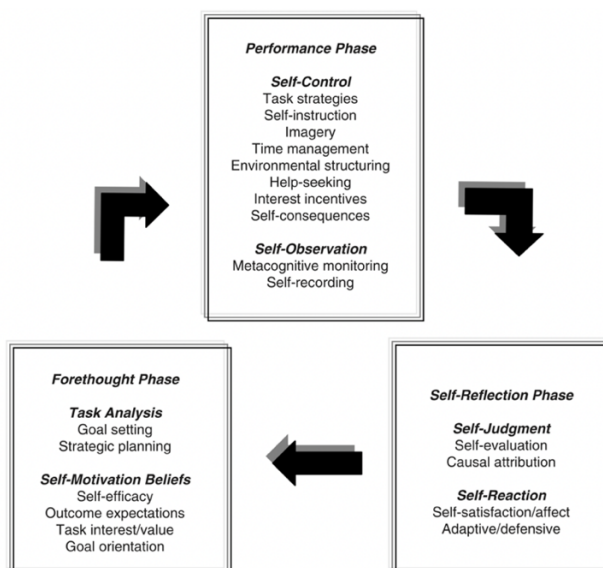 Performance Phase
Self-Control
Task strategies
Self-instruction
Imagery
Time management
Environmental structuring
Help-seeking
Interest incentives
Self-consequences
Self-Observation
Metacognitive monitoring
Self-recording
Forethought Phase
Task Analysis
Goal setting
Strategic planning
Self-Motivation Beliefs
Self-efficacy
Outcome expectations
Task interest/value
Goal orientation
Self-Reflection Phase
Self-Judgment
Self-evaluation
Causal attribution
Self-Reaction
Self-satisfaction/affect
Adaptive/defensive